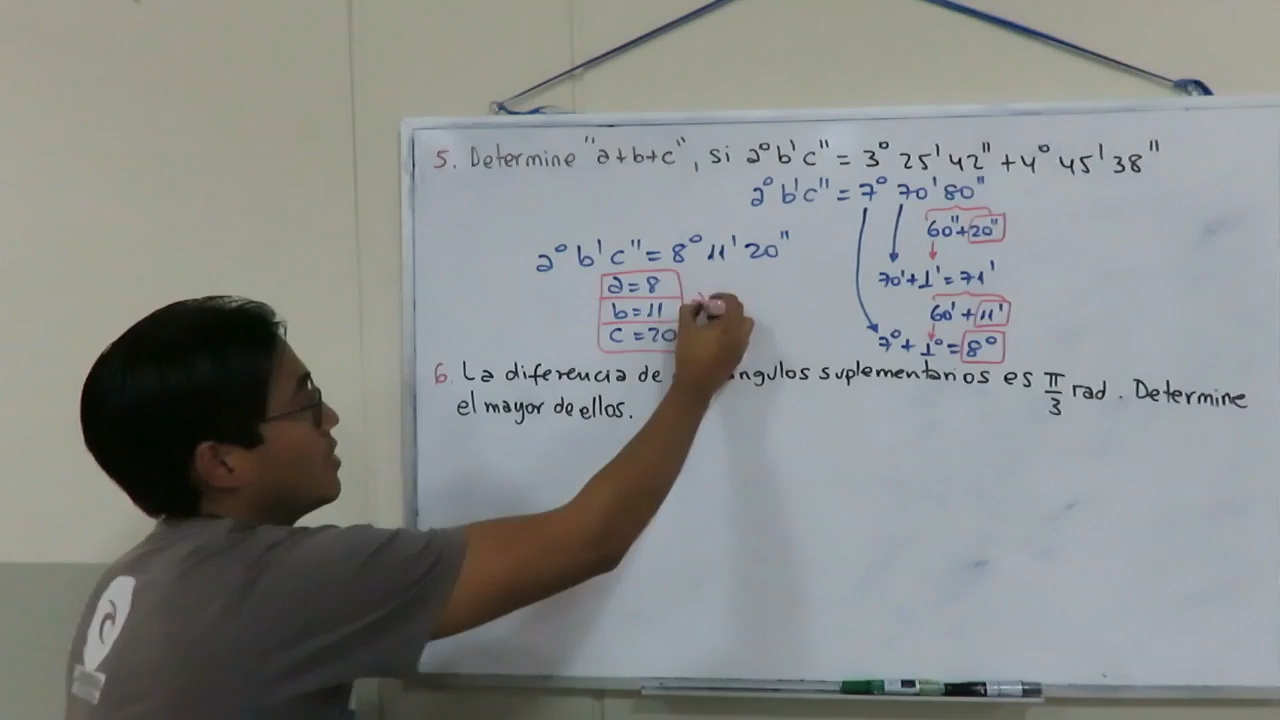 5. Determine "a+b+c", si a° b' c" = 3° 25' 42" + 4° 45' 38"
a° b' c" = 7° 70' 80"
60"+20"
a° b' c" = 8° 11' 20"
70'+1' = 71'
a = 8
b = 11
60' + 11'
c = 20
7° + 1° = 8°
6. La diferencia de ángulos suplementarios es π/3 rad. Determine
el mayor de ellos.